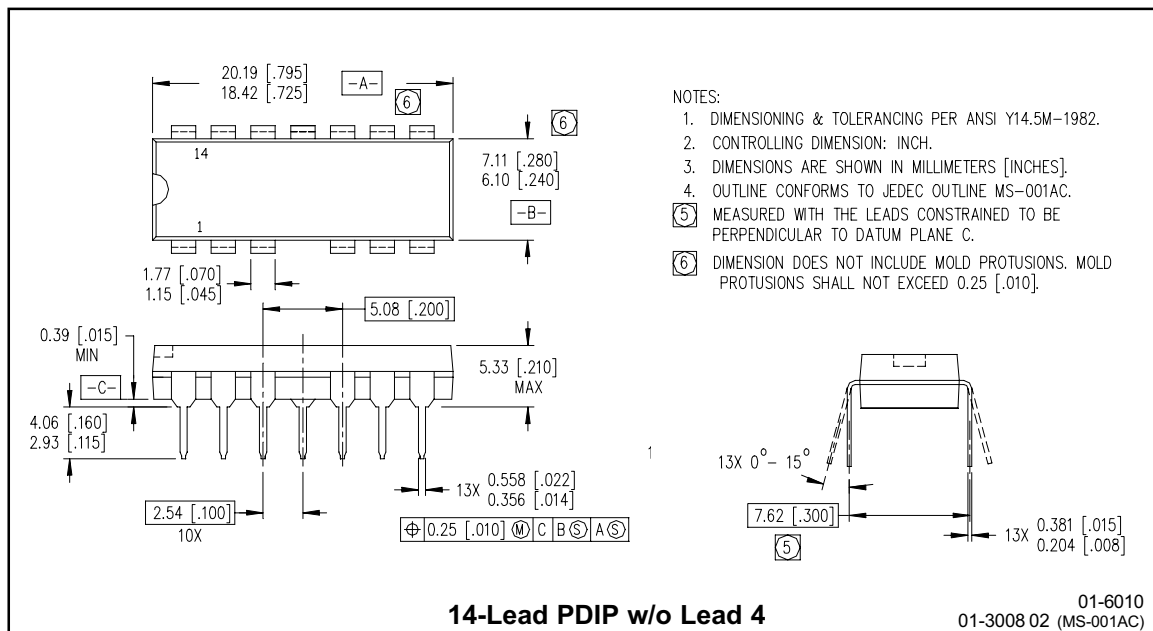 20.19 [.795]
18.42 [.725]
-A-
6
6
14
1
7.11 [.280]
6.10 [.240]
-B-
1.77 [.070]
1.15 [.045]
5.08 [.200]
0.39 [.015]
MIN
-C-
5.33 [.210]
MAX
4.06 [.160]
2.93 [.115]
13X 0.558 [.022]
0.356 [.014]
2.54 [.100]
10X
⌖ 0.25 [.010] Ⓜ C B Ⓢ A Ⓢ
NOTES:
1. DIMENSIONING & TOLERANCING PER ANSI Y14.5M-1982.
2. CONTROLLING DIMENSION: INCH.
3. DIMENSIONS ARE SHOWN IN MILLIMETERS [INCHES].
4. OUTLINE CONFORMS TO JEDEC OUTLINE MS-001AC.
5 MEASURED WITH THE LEADS CONSTRAINED TO BE
PERPENDICULAR TO DATUM PLANE C.
6 DIMENSION DOES NOT INCLUDE MOLD PROTUSIONS. MOLD
PROTUSIONS SHALL NOT EXCEED 0.25 [.010].
13X 0°- 15°
7.62 [.300]
5
13X 0.381 [.015]
0.204 [.008]
14-Lead PDIP w/o Lead 4
01-6010
01-3008 02 (MS-001AC)